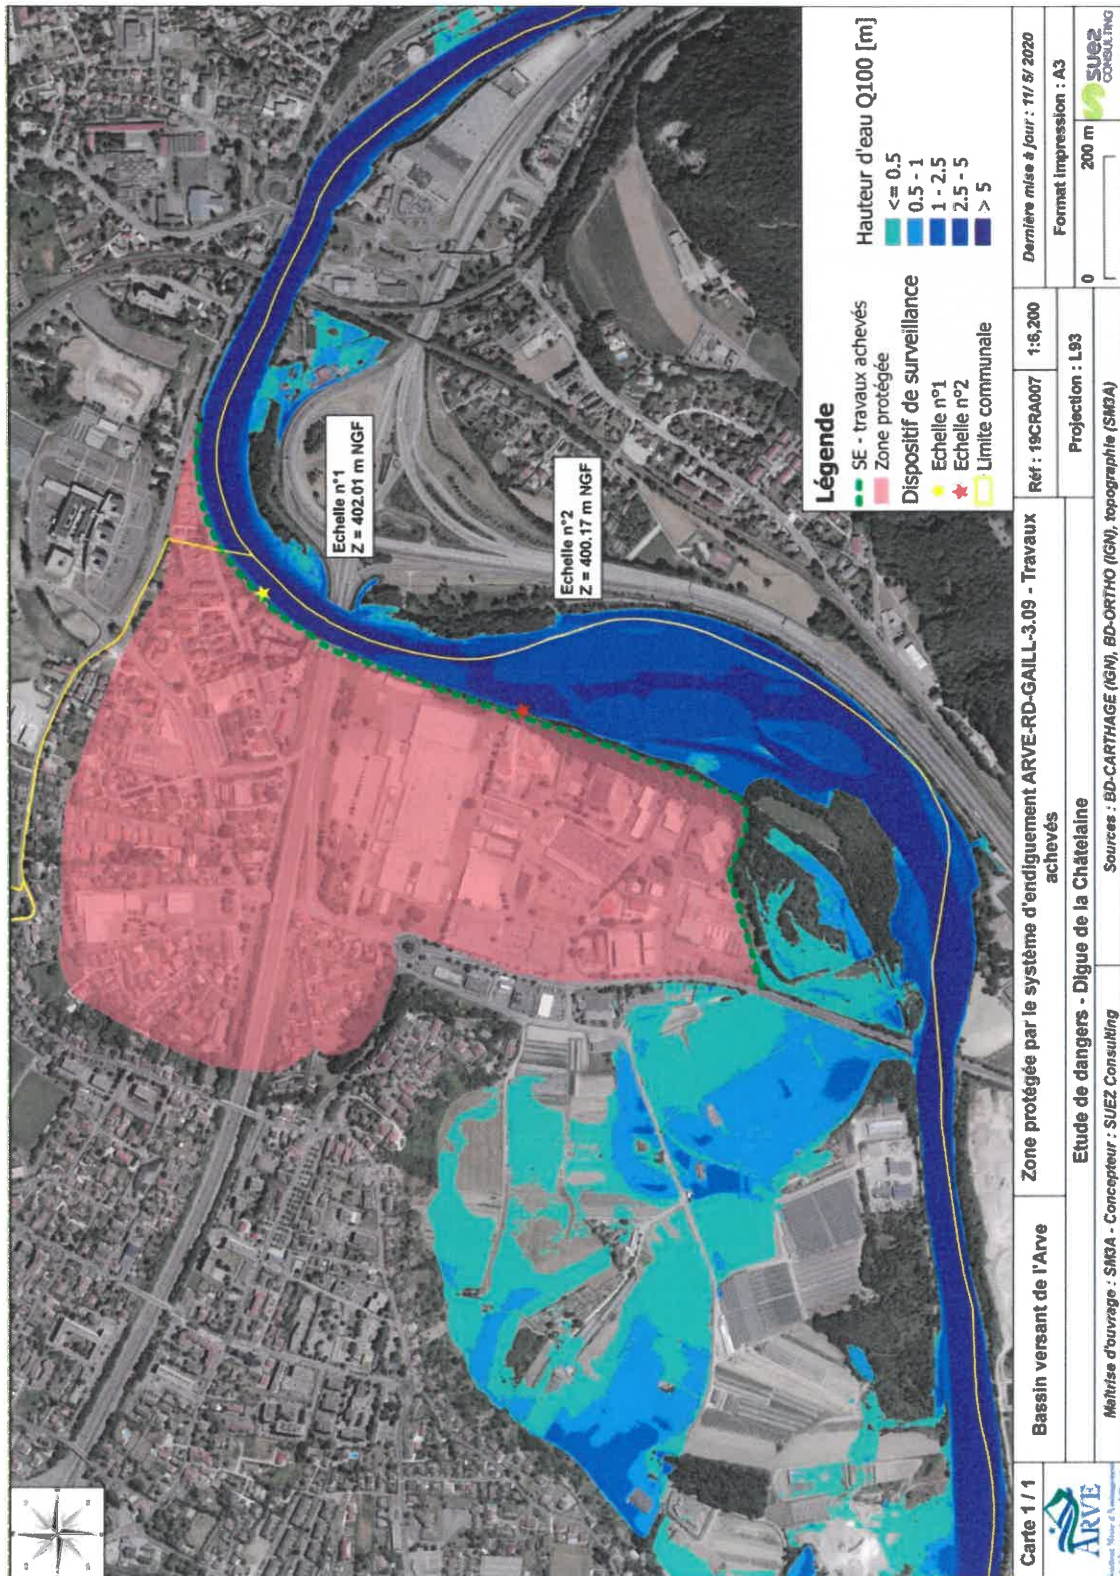 Echelle n°1
Z = 402.01 m NGF
Echelle n°2
Z = 400.17 m NGF
Légende
SE - travaux achevés
Zone protégée
Dispositif de surveillance
Echelle n°1
Echelle n°2
Limite communale
Hauteur d'eau Q100 [m]
<= 0.5
0.5 - 1
1 - 2.5
2.5 - 5
> 5
Carte 1 / 1
Bassin versant de l'Arve
Zone protégée par le système d'endiguement ARVE-RD-GAILL-3.09 - Travaux
achevés
Réf : 19CRA007
1:6,200
Dernière mise à jour : 11/ 6/ 2020
Etude de dangers - Digue de la Châtelaine
Projection : L93
Format impression : A3
Maîtrise d'ouvrage : SM3A - Concepteur : SUEZ Consulting
Sources : BD-CARTHAGE (IGN), BD-ORTHO (IGN), topographie (SM3A)
0
200 m
ARVE
suez
CONSULTING